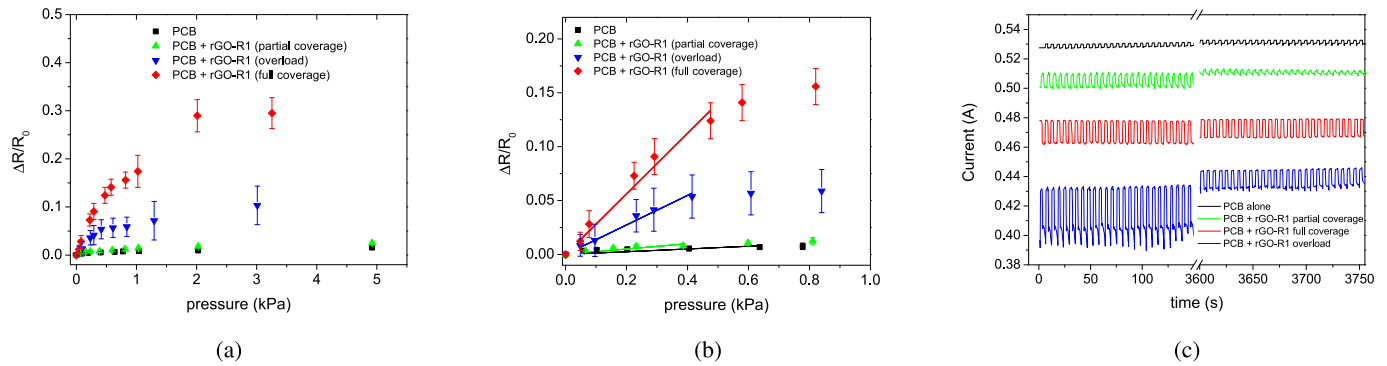 0.5
0.4
0.3
0.2
0.1
0.0
ΔR/R0
PCB
PCB + rGO-R1 (partial coverage)
PCB + rGO-R1 (overload)
PCB + rGO-R1 (full coverage)
0 1 2 3 4 5
pressure (kPa)
(a)
0.20
0.15
0.10
0.05
0.00
ΔR/R0
PCB
PCB + rGO-R1 (partial coverage)
PCB + rGO-R1 (overload)
PCB + rGO-R1 (full coverage)
0.0 0.2 0.4 0.6 0.8 1.0
pressure (kPa)
(b)
0.54
0.52
0.50
0.48
0.46
0.44
0.42
0.40
0.38
Current (A)
PCB alone
PCB + rGO-R1 partial coverage
PCB + rGO-R1 full coverage
PCB + rGO-R1 overload
0 50 100 3600 3650 3700 3750
time (s)
(c)